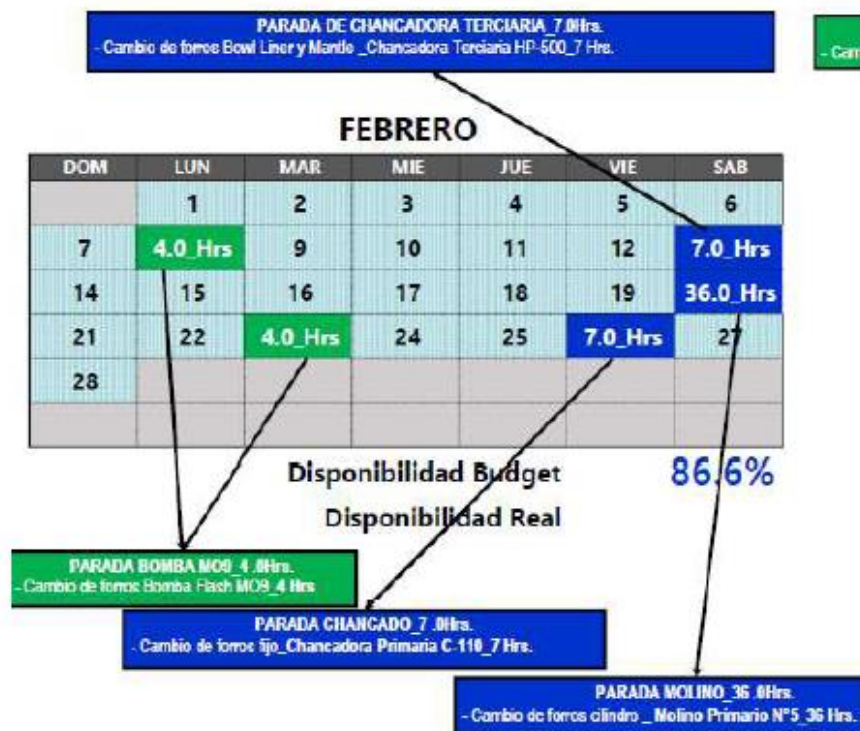 PARADA DE CHANCADORA TERCIARIA_7.0Hrs.
- Cambio de forros Bowl Liner y Mantle _Chancadora Terciaria HP-500_7 Hrs.
- Cam
FEBRERO
DOM LUN MAR MIE JUE VIE SAB
1 2 3 4 5 6
7 4.0_Hrs 9 10 11 12 7.0_Hrs
14 15 16 17 18 19 36.0_Hrs
21 22 4.0_Hrs 24 25 7.0_Hrs 27
28
Disponibilidad Budget 86.6%
Disponibilidad Real
PARADA BOMBA MO9_4 .0Hrs.
- Cambio de forros Bomba Flash MO9_4 Hrs
PARADA CHANCADO_7 .0Hrs.
- Cambio de forros fijo_Chancadora Primaria C-110_7 Hrs.
PARADA MOLINO_36 .0Hrs.
- Cambio de forros cilindro _ Molino Primario N°5_36 Hrs.